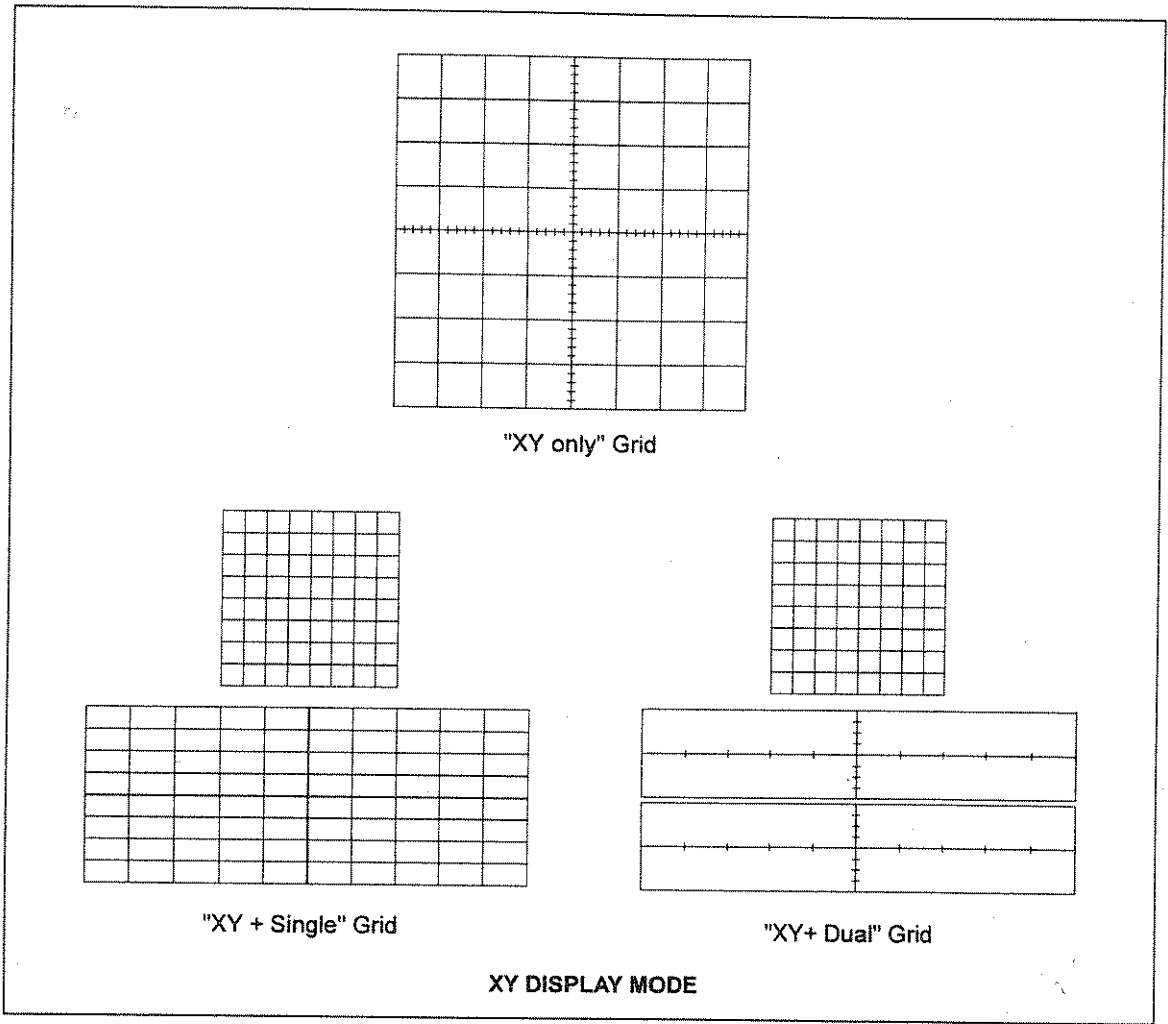 "XY only" Grid
"XY + Single" Grid
"XY+ Dual" Grid
XY DISPLAY MODE